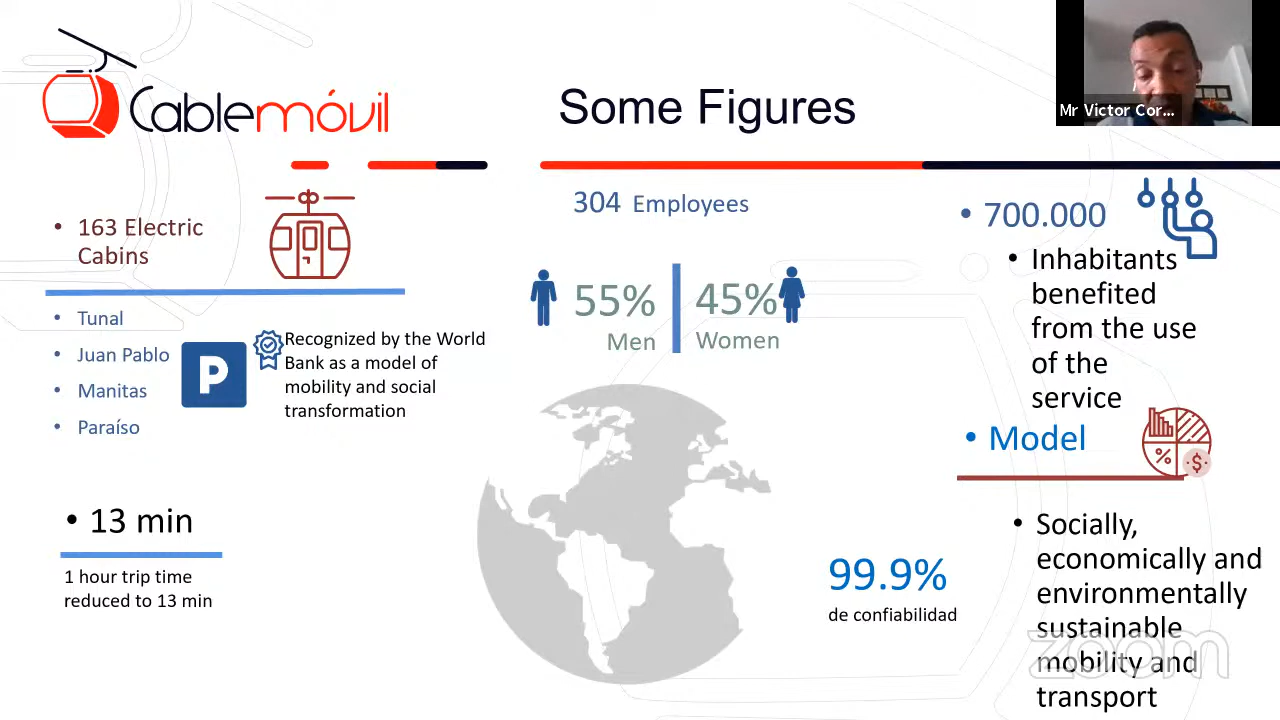 Cablemóvil
Some Figures
Mr Victor Cor...
• 163 Electric
Cabins
• Tunal
• Juan Pablo
• Manitas
• Paraíso
P
Recognized by the World
Bank as a model of
mobility and social
transformation
• 13 min
1 hour trip time
reduced to 13 min
304 Employees
55%
Men
45%
Women
99.9%
de confiabilidad
• 700.000
• Inhabitants
benefited
from the use
of the
service
• Model
%
$
• Socially,
economically and
environmentally
sustainable
mobility and
transport
zoom